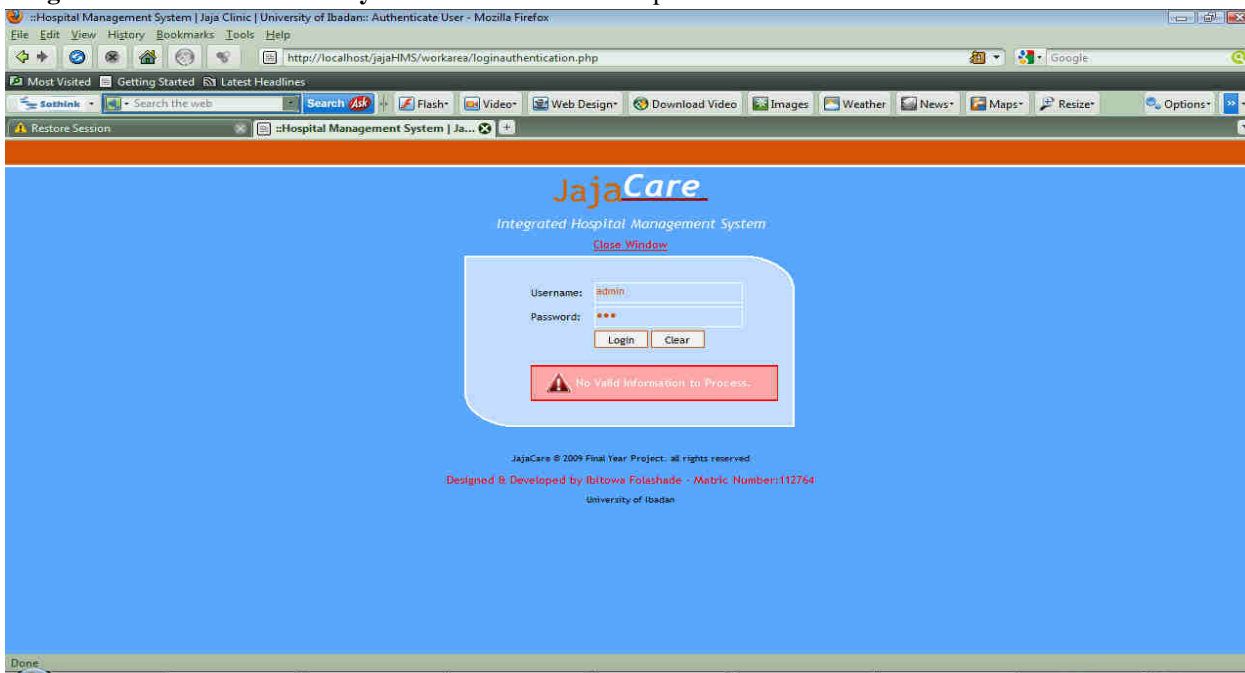 ::Hospital Management System | Jaja Clinic | University of Ibadan:: Authenticate User - Mozilla Firefox
File Edit View History Bookmarks Tools Help
http://localhost/jajaHMS/workarea/loginauthentication.php Google
Most Visited Getting Started Latest Headlines
Sothink Search the web Search Ask Flash Video Web Design Download Video Images Weather News Maps Resize Options
Restore Session ::Hospital Management System | Ja...
JajaCare
Integrated Hospital Management System
Close Window
Username: admin
Password: •••
Login Clear
No Valid Information to Process.
JajaCare © 2009 Final Year Project. all rights reserved
Designed & Developed by Ibitowa Folashade - Matric Number:112764
University of Ibadan
Done